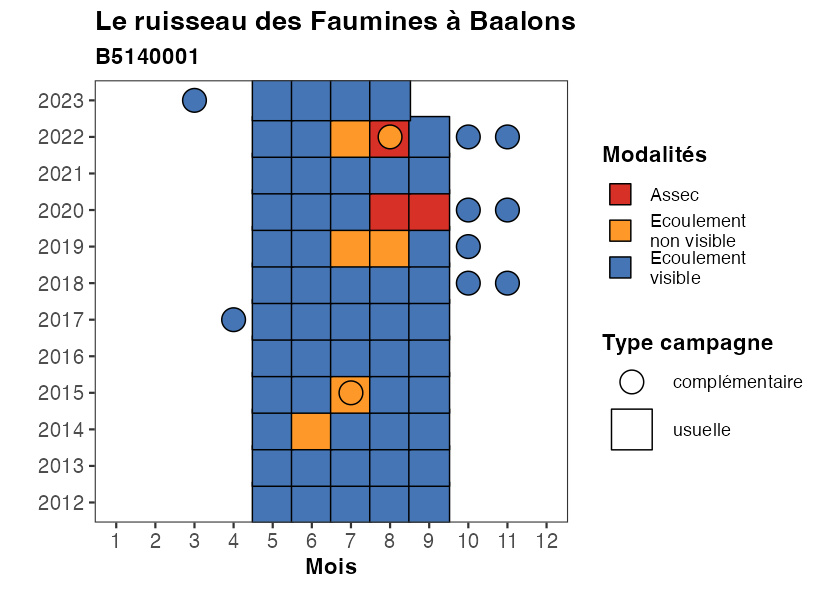 Le ruisseau des Faumines à Baalons
B5140001
2023
2022
2021
2020
2019
2018
2017
2016
2015
2014
2013
2012
1 2 3 4 5 6 7 8 9 10 11 12
Mois
Modalités
Assec
Ecoulement
non visible
Ecoulement
visible
Type campagne
complémentaire
usuelle